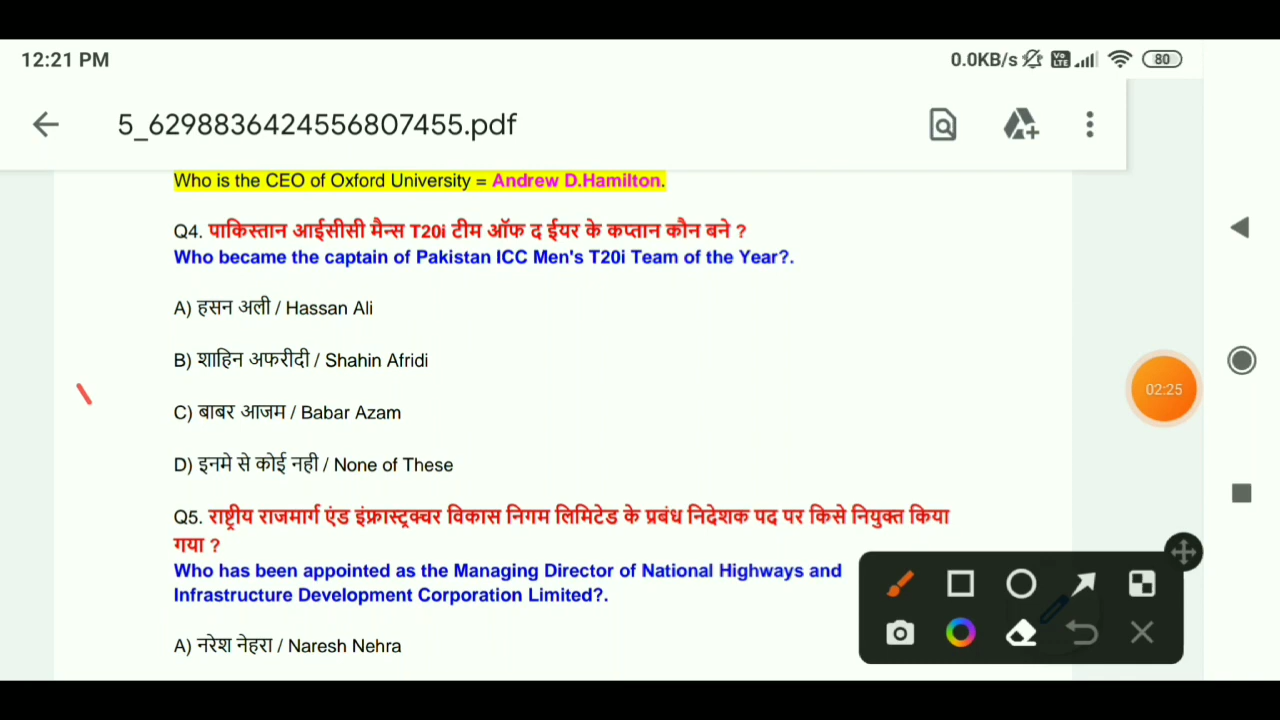 12:21 PM
0.0KB/s
Vo LTE
80
5_6298836424556807455.pdf
Who is the CEO of Oxford University = Andrew D.Hamilton.
Q4. पाकिस्तान आईसीसी मैन्स T20i टीम ऑफ द ईयर के कप्तान कौन बने ?
Who became the captain of Pakistan ICC Men's T20i Team of the Year?.
A) हसन अली / Hassan Ali
B) शाहिन अफरीदी / Shahin Afridi
02:25
C) बाबर आजम / Babar Azam
D) इनमे से कोई नही / None of These
Q5. राष्ट्रीय राजमार्ग एंड इंफ्रास्ट्रक्चर विकास निगम लिमिटेड के प्रबंध निदेशक पद पर किसे नियुक्त किया
गया ?
Who has been appointed as the Managing Director of National Highways and
Infrastructure Development Corporation Limited?.
A) नरेश नेहरा / Naresh Nehra